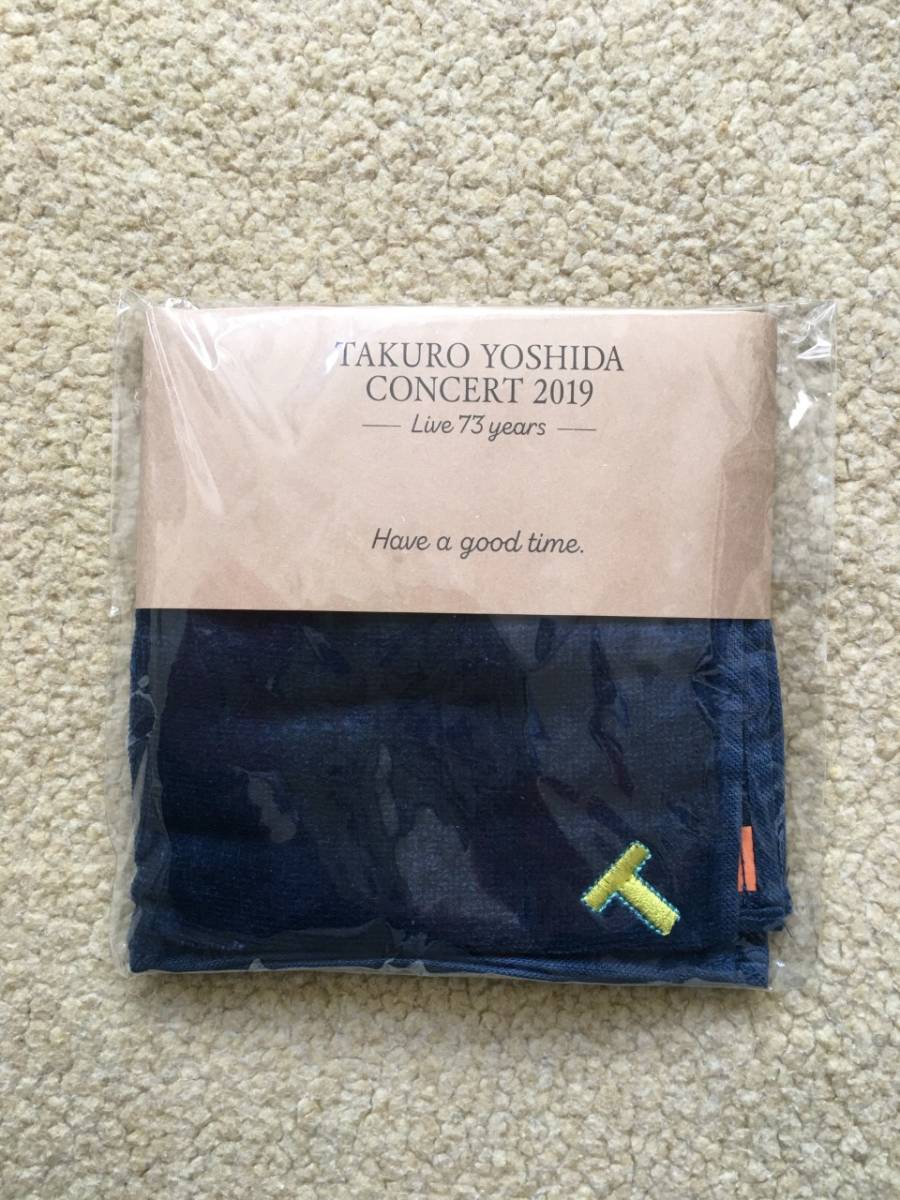 TAKURO YOSHIDA
CONCERT 2019
Live 73 years
Have a good time.
T